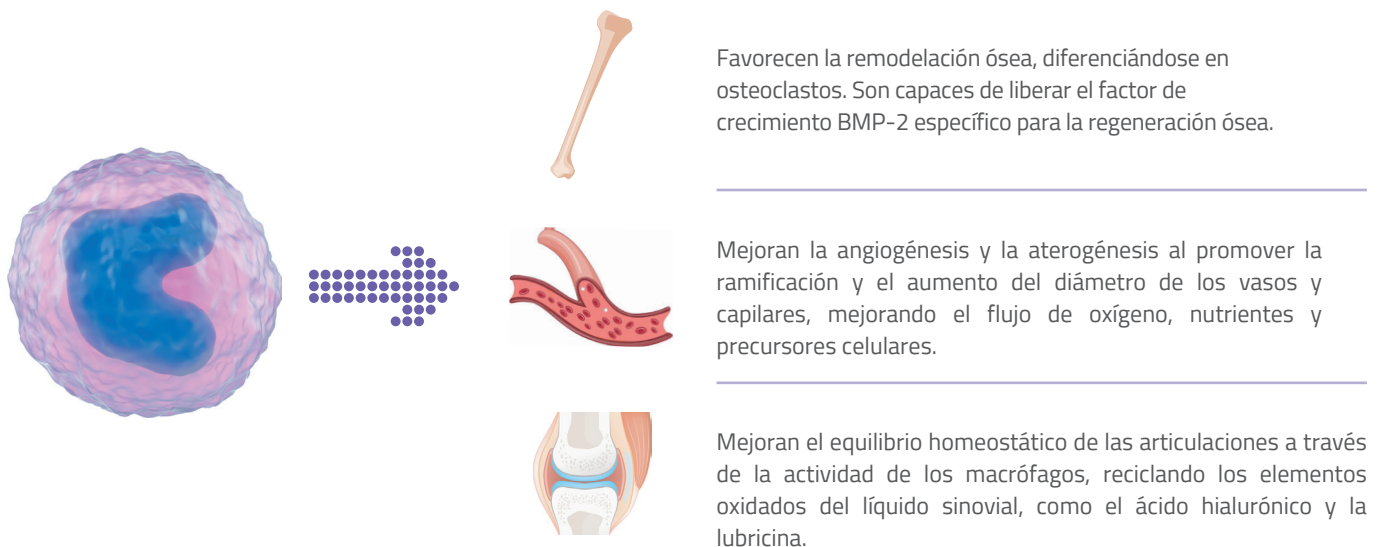 Favorecen la remodelación ósea, diferenciándose en
osteoclastos. Son capaces de liberar el factor de
crecimiento BMP-2 específico para la regeneración ósea.
Mejoran la angiogénesis y la aterogénesis al promover la
ramificación y el aumento del diámetro de los vasos y
capilares, mejorando el flujo de oxígeno, nutrientes y
precursores celulares.
Mejoran el equilibrio homeostático de las articulaciones a través
de la actividad de los macrófagos, reciclando los elementos
oxidados del líquido sinovial, como el ácido hialurónico y la
lubricina.